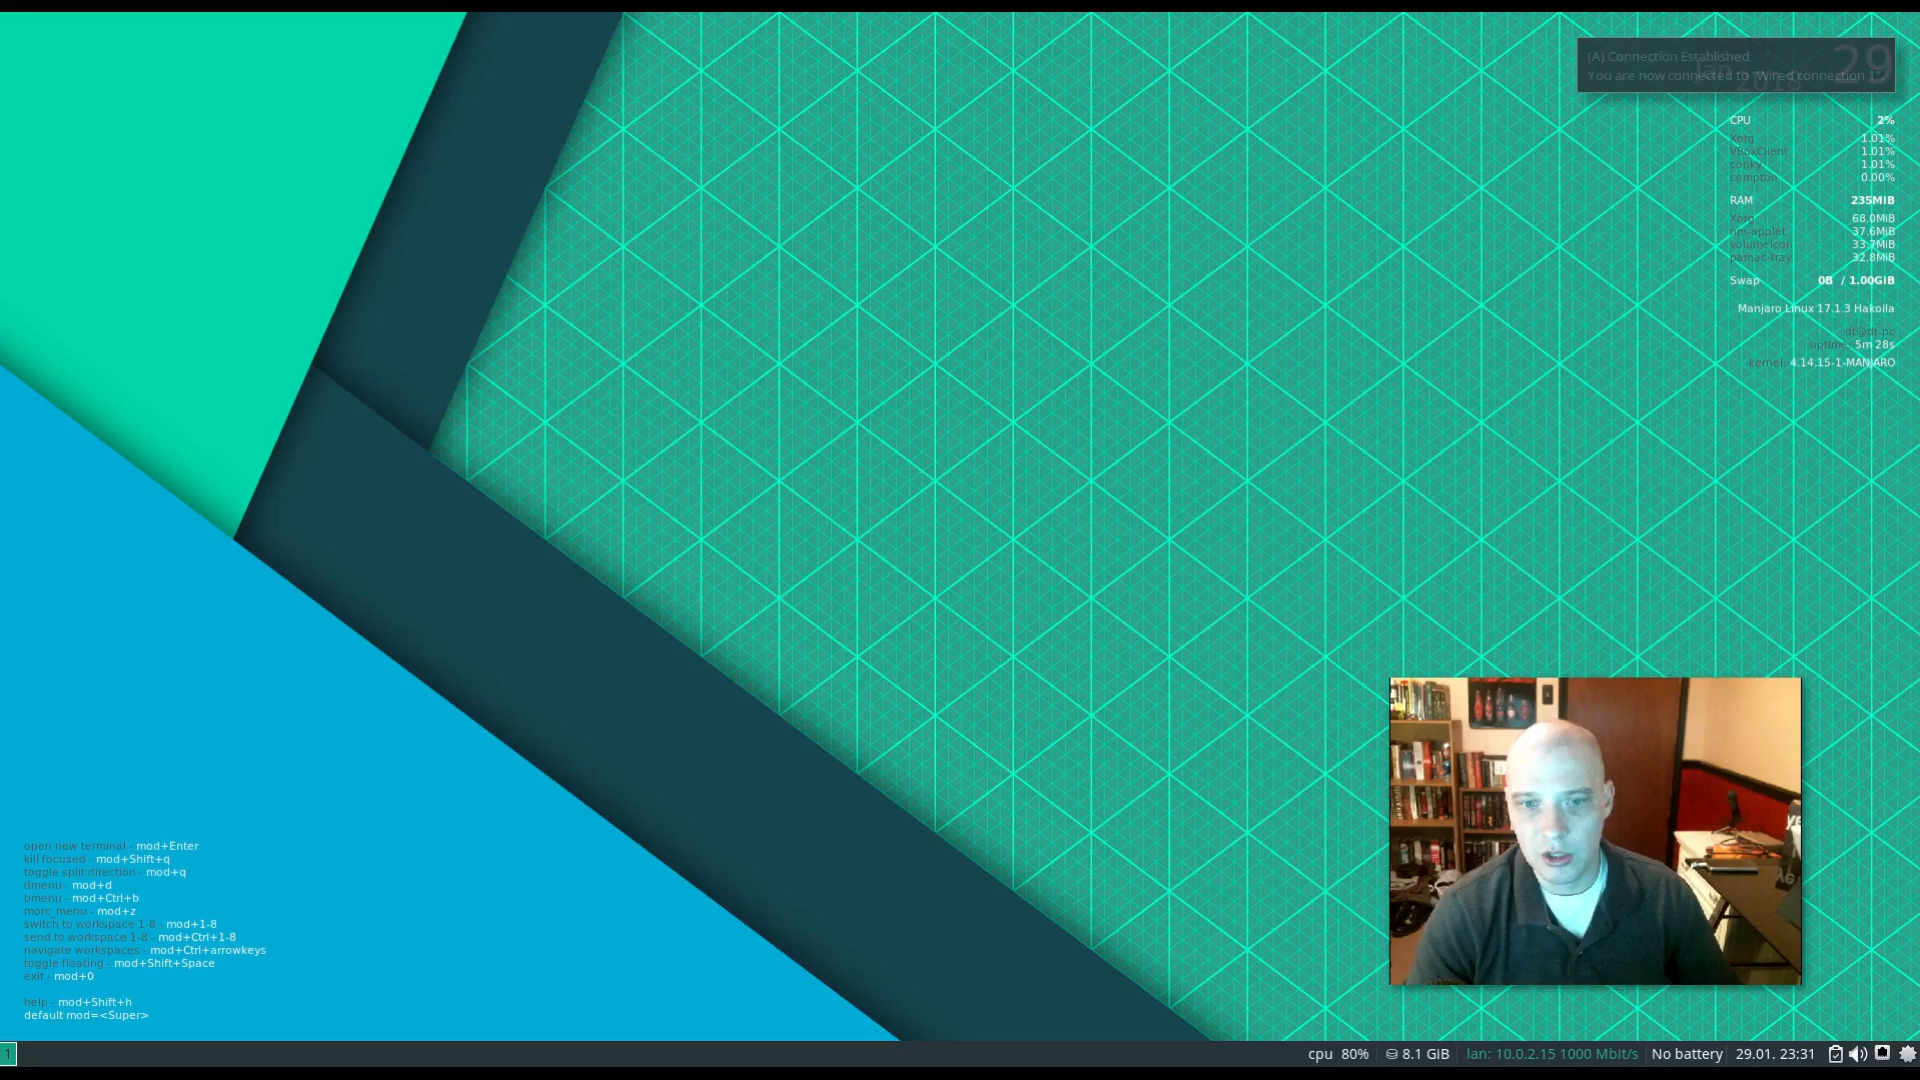 (A) Connection Established
You are now connected to "Wired connection 1".
29
Jan
2018
CPU 2%
Xorg 1.01%
VBoxClient 1.01%
conky 1.01%
compton 0.00%
RAM 235MiB
Xorg 68.0MiB
nm-applet 37.6MiB
volumeicon 33.7MiB
pamac-tray 32.8MiB
Swap 0B / 1.00GiB
Manjaro Linux 17.1.3 Hakoila
dt@dt-pc
uptime: 5m 28s
kernel: 4.14.15-1-MANJARO
open new terminal - mod+Enter
kill focused - mod+Shift+q
toggle split direction - mod+q
dmenu - mod+d
bmenu - mod+Ctrl+b
morc_menu - mod+z
switch to workspace 1-8 - mod+1-8
send to workspace 1-8 - mod+Ctrl+1-8
navigate workspaces - mod+Ctrl+arrowkeys
toggle floating - mod+Shift+Space
exit - mod+0
help - mod+Shift+h
default mod=<Super>
1
cpu 80% 8.1 GiB lan: 10.0.2.15 1000 Mbit/s No battery 29.01. 23:31